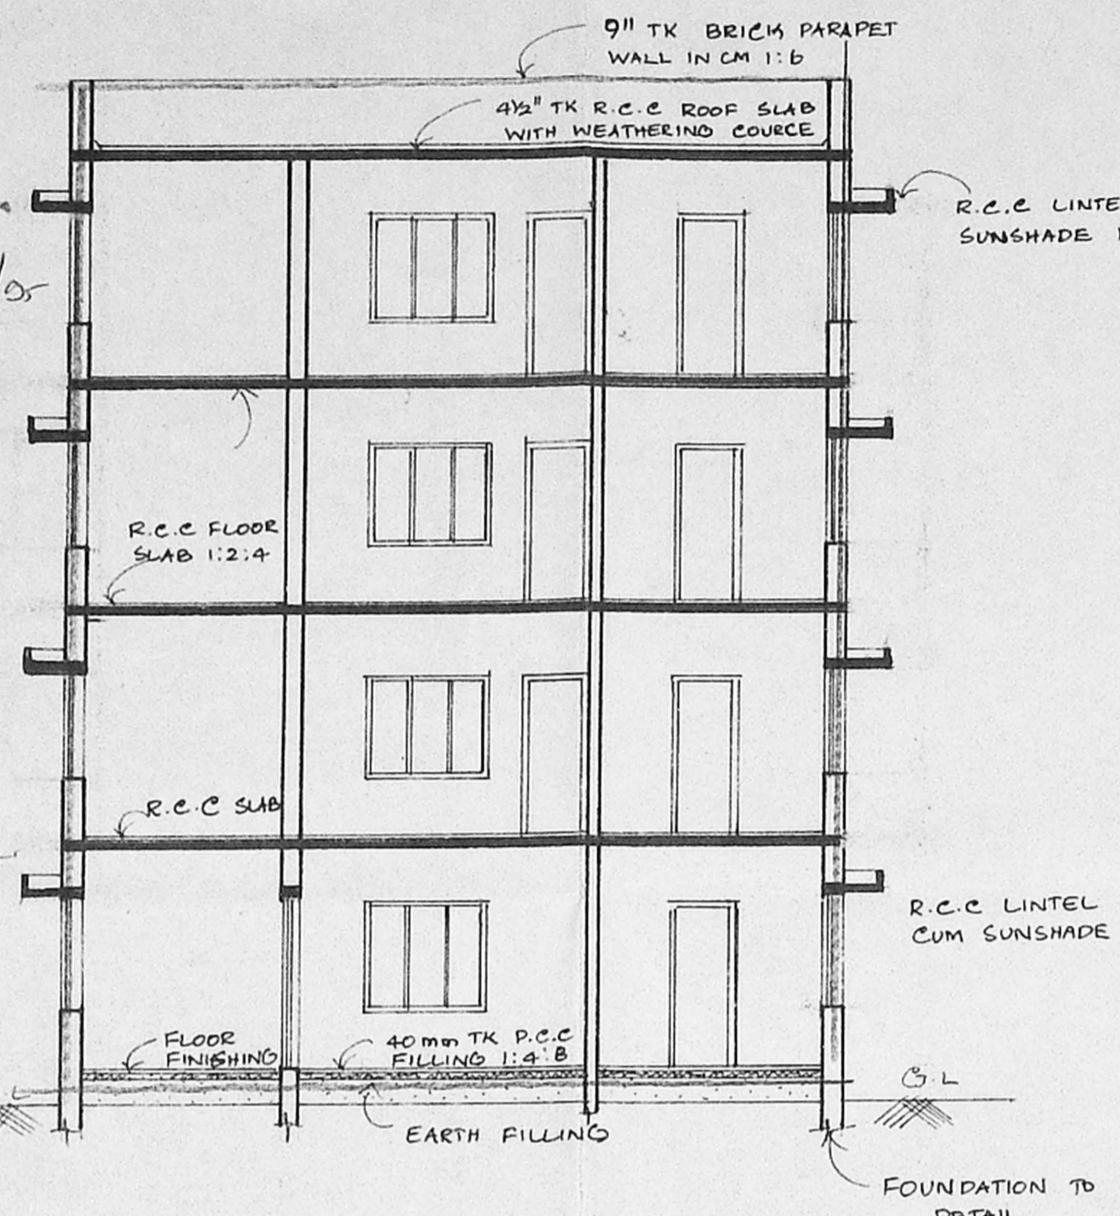 9" TK BRICK PARAPET
WALL IN CM 1:6
4½" TK R.C.C ROOF SLAB
WITH WEATHERING COURCE
R.C.C LINTE
SUNSHADE
R.C.C FLOOR
SLAB 1:2:4
R.C.C SLAB
R.C.C LINTEL
CUM SUNSHADE
FLOOR
FINISHING
40mm TK P.C.C
FILLING 1:4:8
G.L
EARTH FILLING
FOUNDATION TO
DETAIL